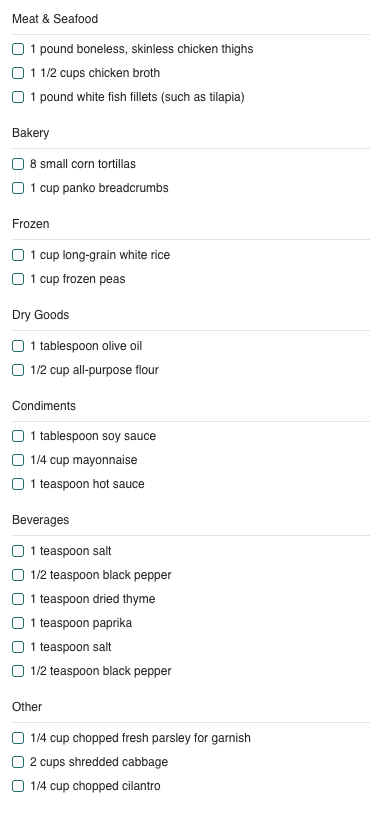 Meat & Seafood
1 pound boneless, skinless chicken thighs
1 1/2 cups chicken broth
1 pound white fish fillets (such as tilapia)
Bakery
8 small corn tortillas
1 cup panko breadcrumbs
Frozen
1 cup long-grain white rice
1 cup frozen peas
Dry Goods
1 tablespoon olive oil
1/2 cup all-purpose flour
Condiments
1 tablespoon soy sauce
1/4 cup mayonnaise
1 teaspoon hot sauce
Beverages
1 teaspoon salt
1/2 teaspoon black pepper
1 teaspoon dried thyme
1 teaspoon paprika
1 teaspoon salt
1/2 teaspoon black pepper
Other
1/4 cup chopped fresh parsley for garnish
2 cups shredded cabbage
1/4 cup chopped cilantro